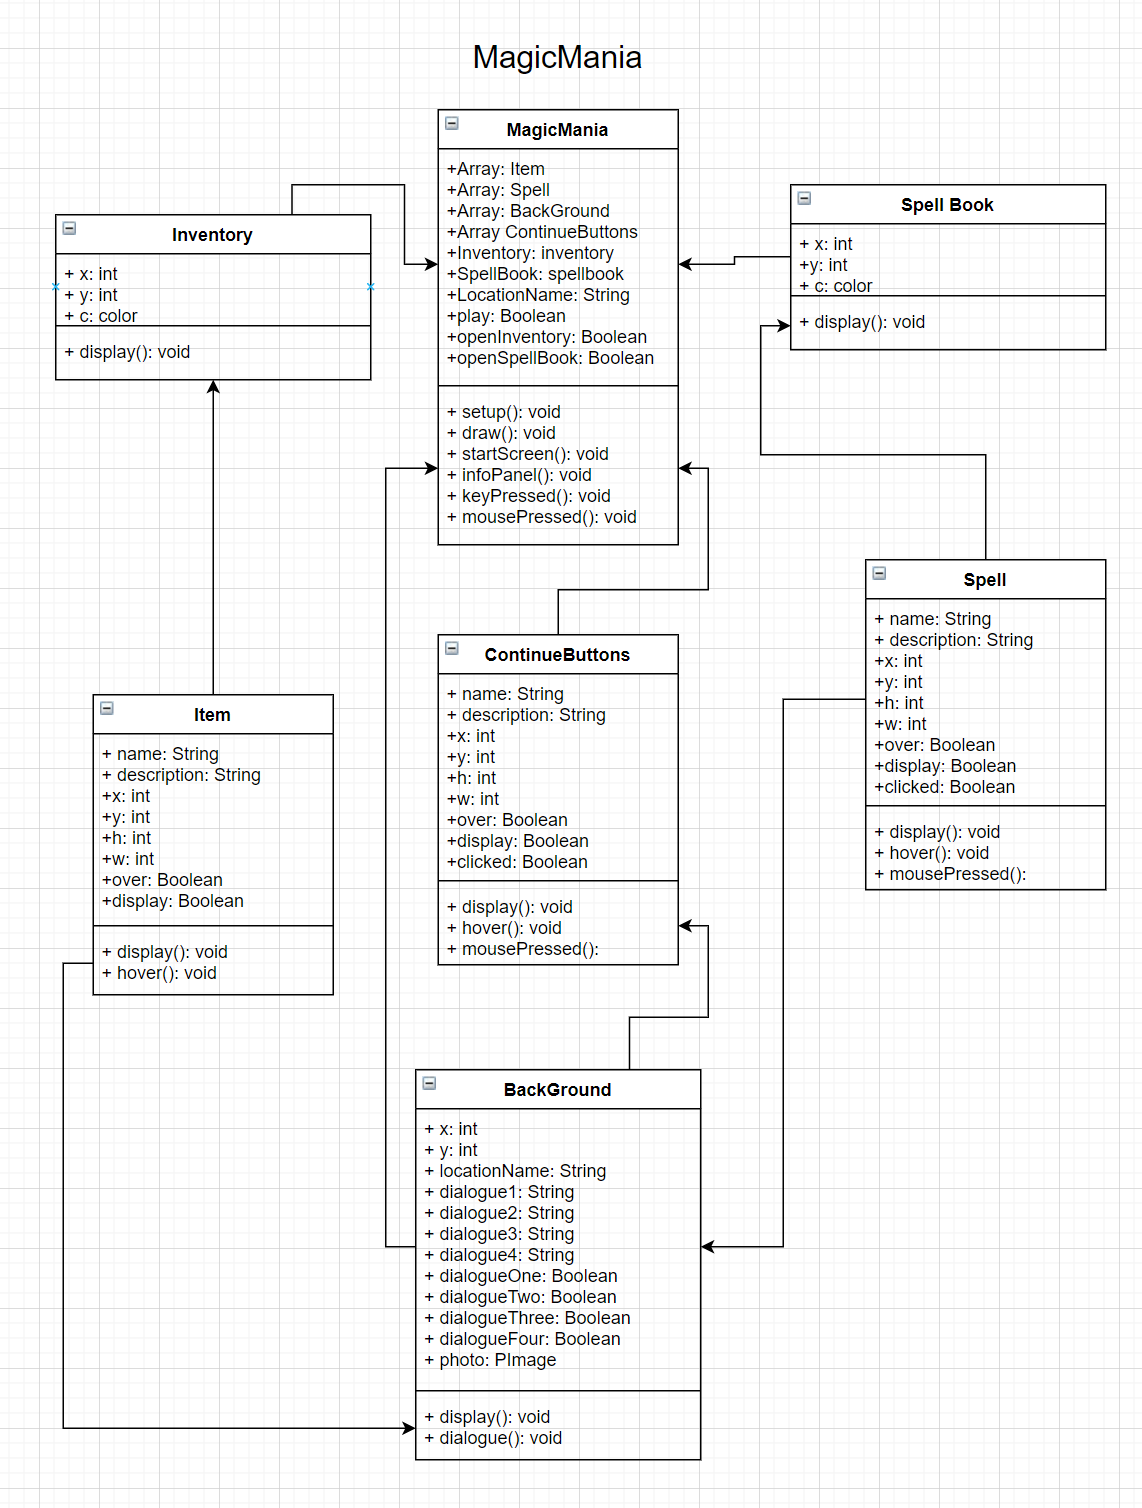 MagicMania
MagicMania
+Array: Item
+Array: Spell
+Array: BackGround
+Array ContinueButtons
+Inventory: inventory
+SpellBook: spellbook
+LocationName: String
+play: Boolean
+openInventory: Boolean
+openSpellBook: Boolean
+ setup(): void
+ draw(): void
+ startScreen(): void
+ infoPanel(): void
+ keyPressed(): void
+ mousePressed(): void
Inventory
+ x: int
+ y: int
+ c: color
+ display(): void
Spell Book
+ x: int
+y: int
+ c: color
+ display(): void
Spell
+ name: String
+ description: String
+x: int
+y: int
+h: int
+w: int
+over: Boolean
+display: Boolean
+clicked: Boolean
+ display(): void
+ hover(): void
+ mousePressed():
ContinueButtons
+ name: String
+ description: String
+x: int
+y: int
+h: int
+w: int
+over: Boolean
+display: Boolean
+clicked: Boolean
+ display(): void
+ hover(): void
+ mousePressed():
Item
+ name: String
+ description: String
+x: int
+y: int
+h: int
+w: int
+over: Boolean
+display: Boolean
+ display(): void
+ hover(): void
BackGround
+ x: int
+ y: int
+ locationName: String
+ dialogue1: String
+ dialogue2: String
+ dialogue3: String
+ dialogue4: String
+ dialogueOne: Boolean
+ dialogueTwo: Boolean
+ dialogueThree: Boolean
+ dialogueFour: Boolean
+ photo: PImage
+ display(): void
+ dialogue(): void